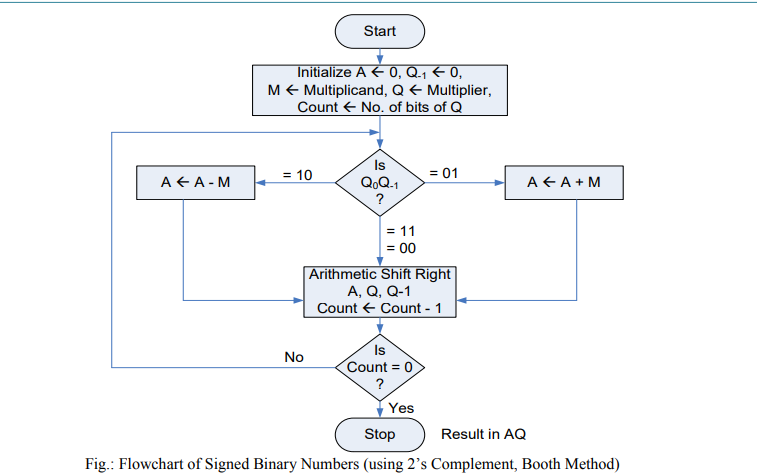 Start
Initialize A ← 0, Q-1 ← 0,
M ← Multiplicand, Q ← Multiplier,
Count ← No. of bits of Q
Is
Q0Q-1
?
= 10
= 01
A ← A - M
A ← A + M
= 11
= 00
Arithmetic Shift Right
A, Q, Q-1
Count ← Count - 1
Is
Count = 0
?
No
Yes
Stop
Result in AQ
Fig.: Flowchart of Signed Binary Numbers (using 2’s Complement, Booth Method)